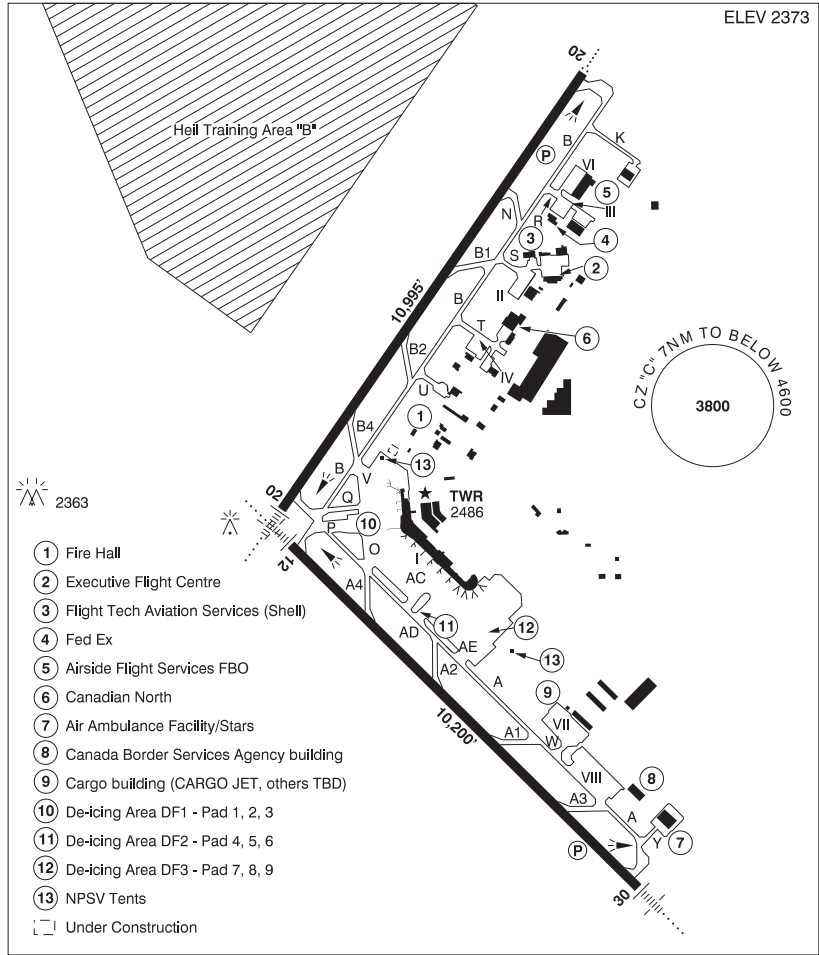 ELEV 2373
20
Heil Training Area "B"
B
K
P
VI
5
III
N
R
4
3
S
B1
2
II
10,995'
B
T
6
CZ "C" 7NM TO BELOW 4600
3800
B2
IV
U
1
B4
13
B
V
2363
02
Q
TWR
2486
10
P
12
O
I
AC
A4
11
12
AD
AE
13
A2
A
9
VII
10,200'
A1
W
VIII
8
A3
A
7
Y
P
30
1 Fire Hall
2 Executive Flight Centre
3 Flight Tech Aviation Services (Shell)
4 Fed Ex
5 Airside Flight Services FBO
6 Canadian North
7 Air Ambulance Facility/Stars
8 Canada Border Services Agency building
9 Cargo building (CARGO JET, others TBD)
10 De-icing Area DF1 - Pad 1, 2, 3
11 De-icing Area DF2 - Pad 4, 5, 6
12 De-icing Area DF3 - Pad 7, 8, 9
13 NPSV Tents
Under Construction